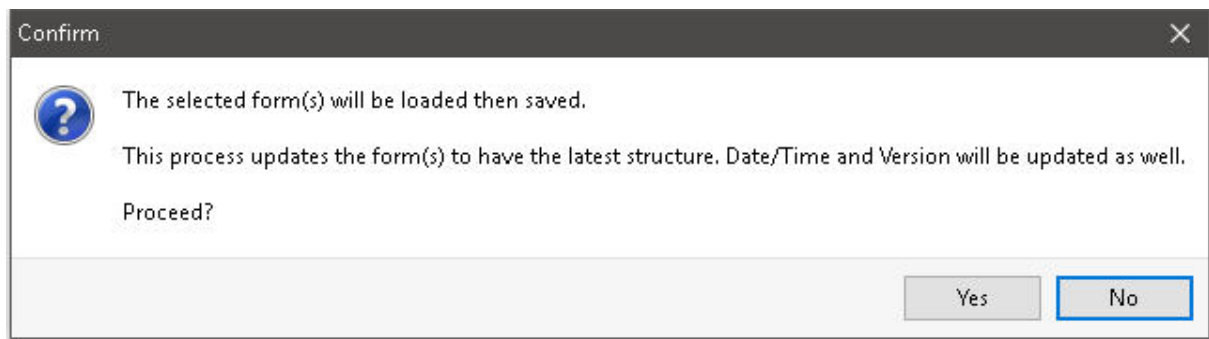 Confirm
The selected form(s) will be loaded then saved.
This process updates the form(s) to have the latest structure. Date/Time and Version will be updated as well.
Proceed?
Yes
No